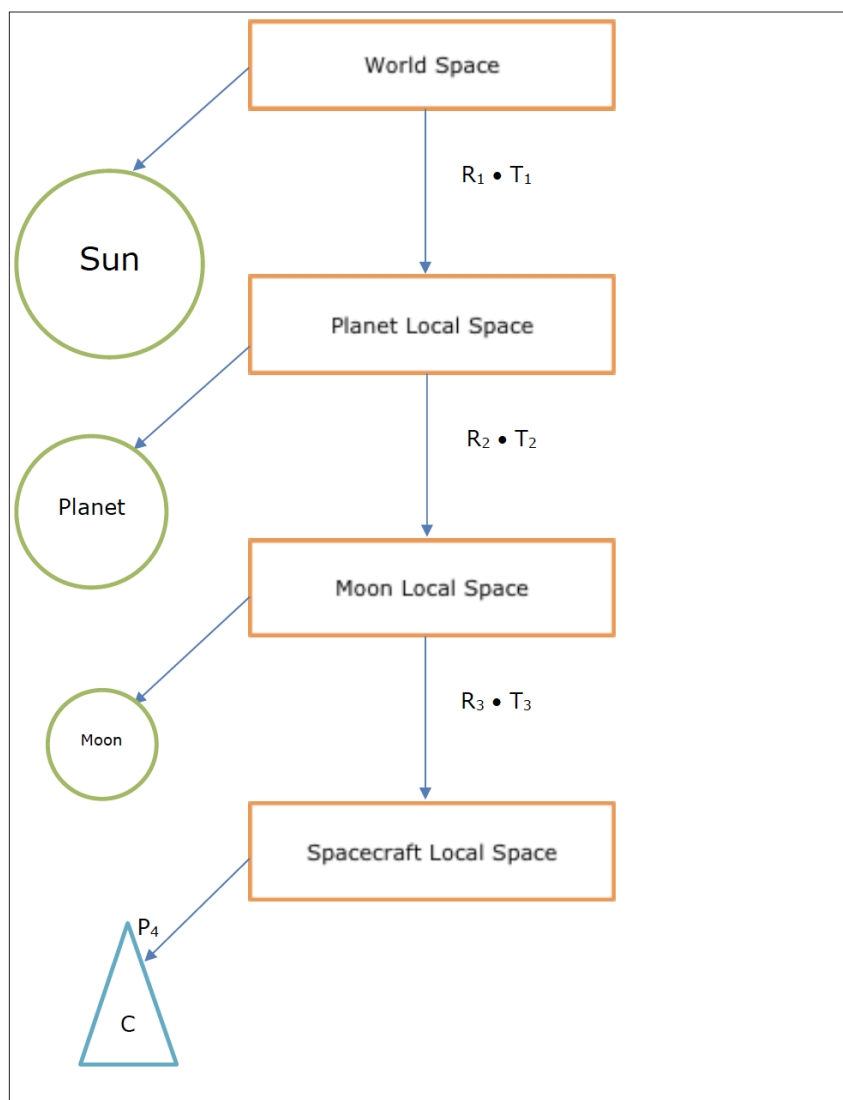 World Space
R₁ • T₁
Sun
Planet Local Space
R₂ • T₂
Planet
Moon Local Space
R₃ • T₃
Moon
Spacecraft Local Space
P₄
C